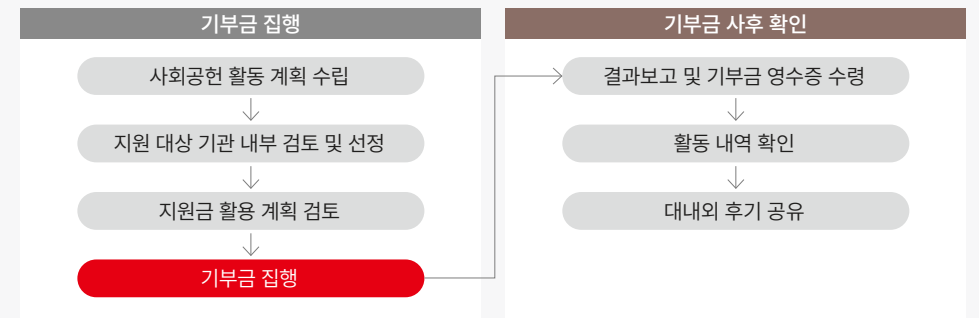 기부금 집행
사회공헌 활동 계획 수립
지원 대상 기관 내부 검토 및 선정
지원금 활용 계획 검토
기부금 집행
기부금 사후 확인
결과보고 및 기부금 영수증 수령
활동 내역 확인
대내외 후기 공유